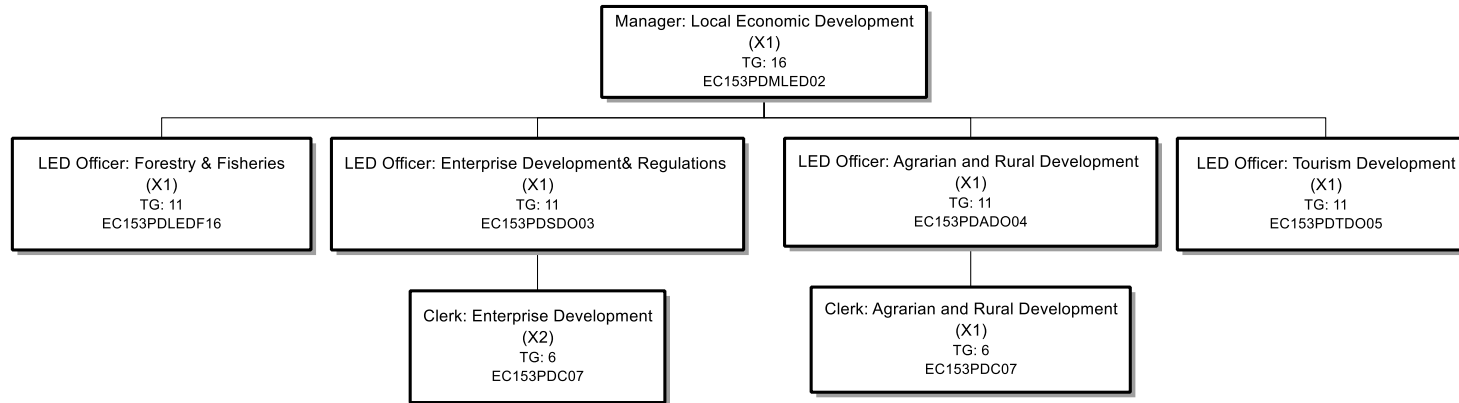 Manager: Local Economic Development
(X1)
TG: 16
EC153PDMLED02
LED Officer: Forestry & Fisheries
(X1)
TG: 11
EC153PDLEDF16
LED Officer: Enterprise Development& Regulations
(X1)
TG: 11
EC153PDSDO03
LED Officer: Agrarian and Rural Development
(X1)
TG: 11
EC153PDADO04
LED Officer: Tourism Development
(X1)
TG: 11
EC153PDTDO05
Clerk: Enterprise Development
(X2)
TG: 6
EC153PDC07
Clerk: Agrarian and Rural Development
(X1)
TG: 6
EC153PDC07